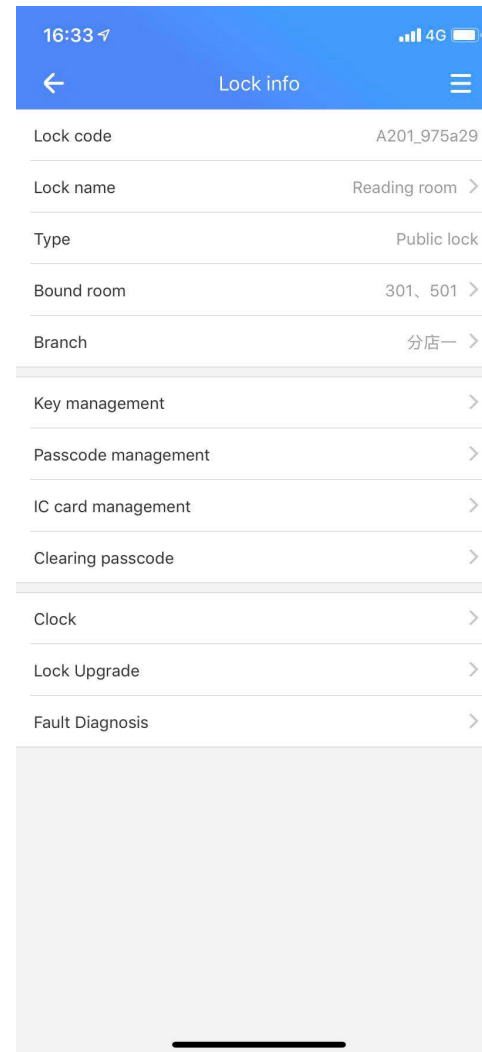 16:33 4G
Lock info
Lock code A201_975a29
Lock name Reading room
Type Public lock
Bound room 301、501
Branch 分店一
Key management
Passcode management
IC card management
Clearing passcode
Clock
Lock Upgrade
Fault Diagnosis